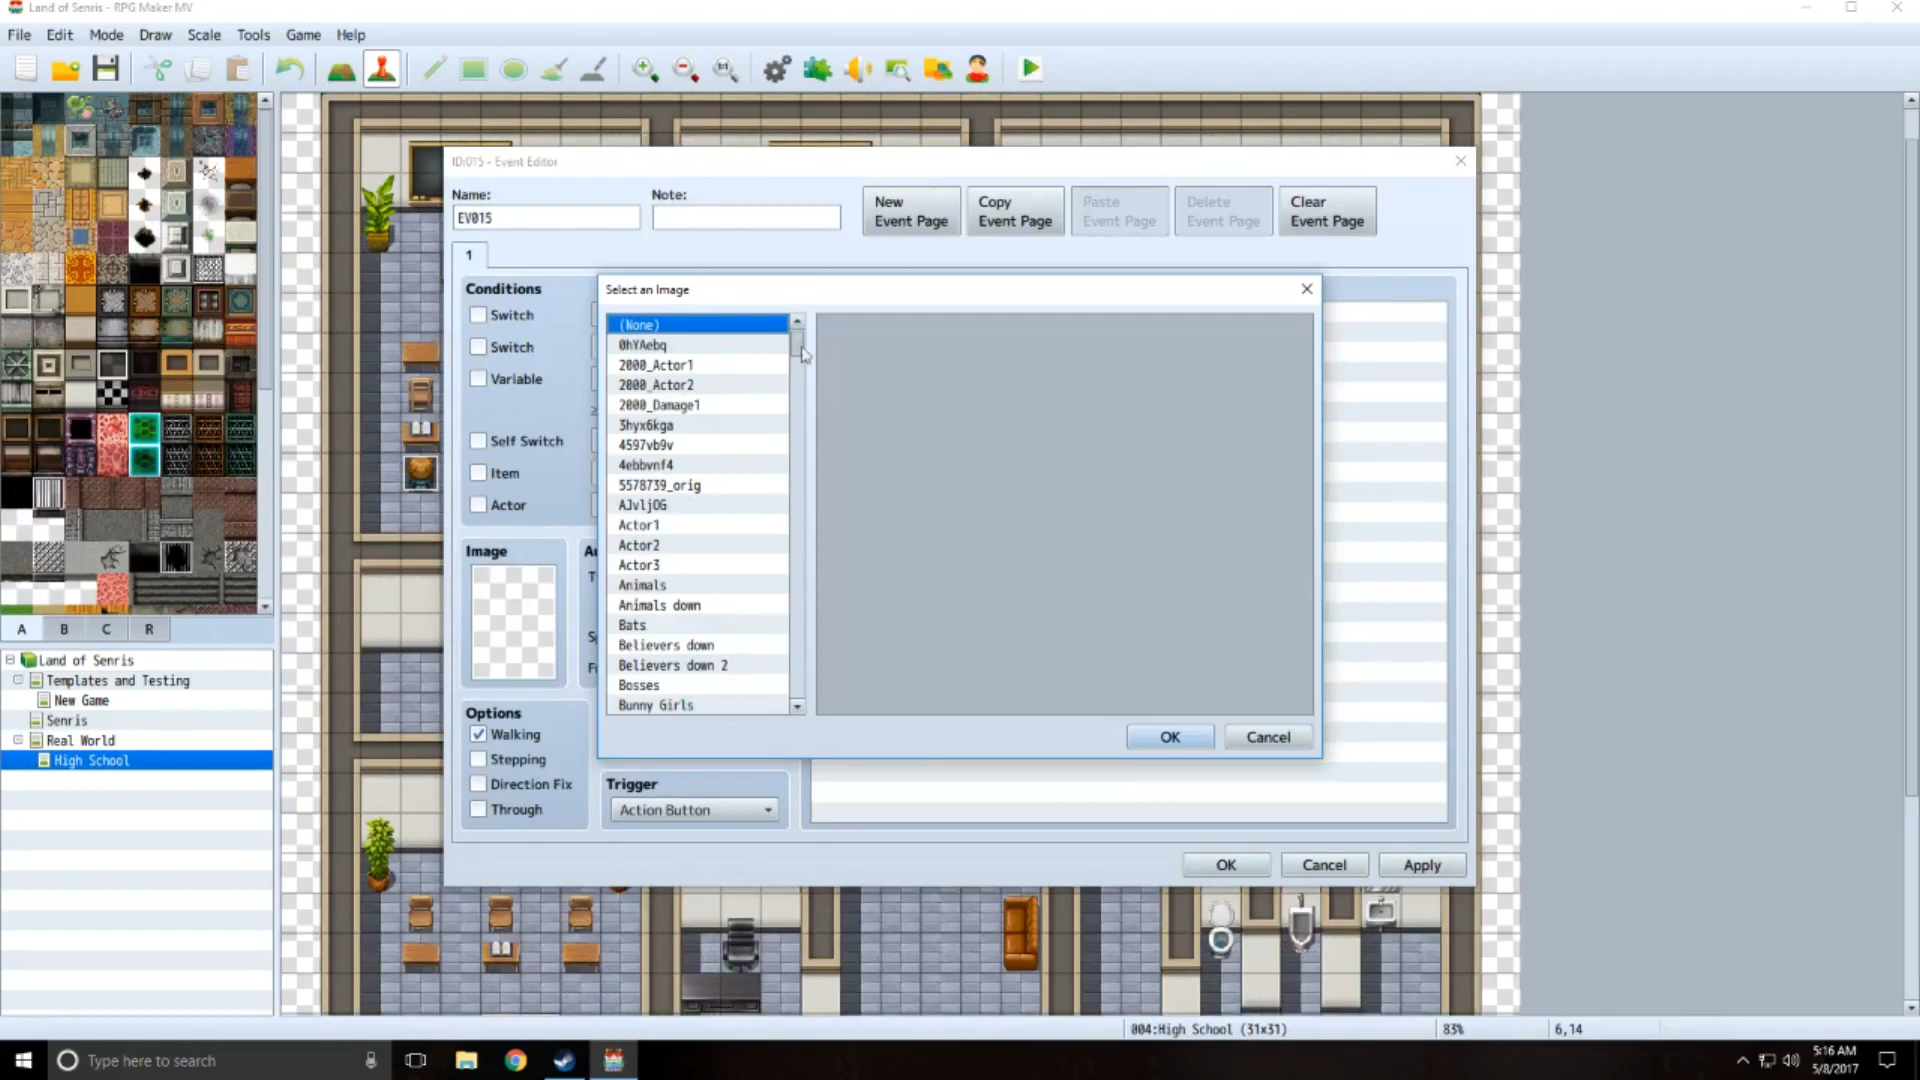 Land of Senris - RPG Maker MV
File Edit Mode Draw Scale Tools Game Help
1:1
ID:015 - Event Editor
Name:
Note:
EV015
New Event Page
Copy Event Page
Paste Event Page
Delete Event Page
Clear Event Page
1
Conditions
Switch
Switch
Variable
Self Switch
Item
Actor
Image
Options
Walking
Stepping
Direction Fix
Through
Trigger
Action Button
Select an Image
(None)
0hYAebq
2000_Actor1
2000_Actor2
2000_Damage1
3hyx6kga
4597vb9v
4ebbvnf4
5578739_orig
AJvljOG
Actor1
Actor2
Actor3
Animals
Animals down
Bats
Believers down
Believers down 2
Bosses
Bunny Girls
OK Cancel
OK Cancel Apply
A B C R
Land of Senris
Templates and Testing
New Game
Senris
Real World
High School
004:High School (31x31)
83%
6,14
Type here to search
5:16 AM
5/8/2017